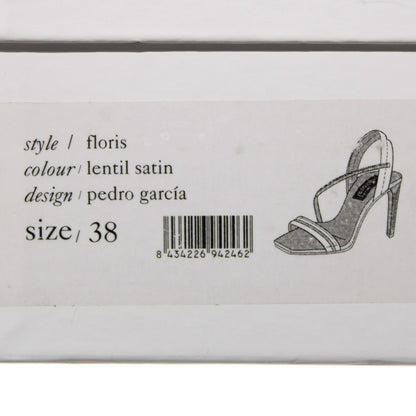 style / floris
colour / lentil satin
design / pedro garcía
size / 38
8 434226 942462